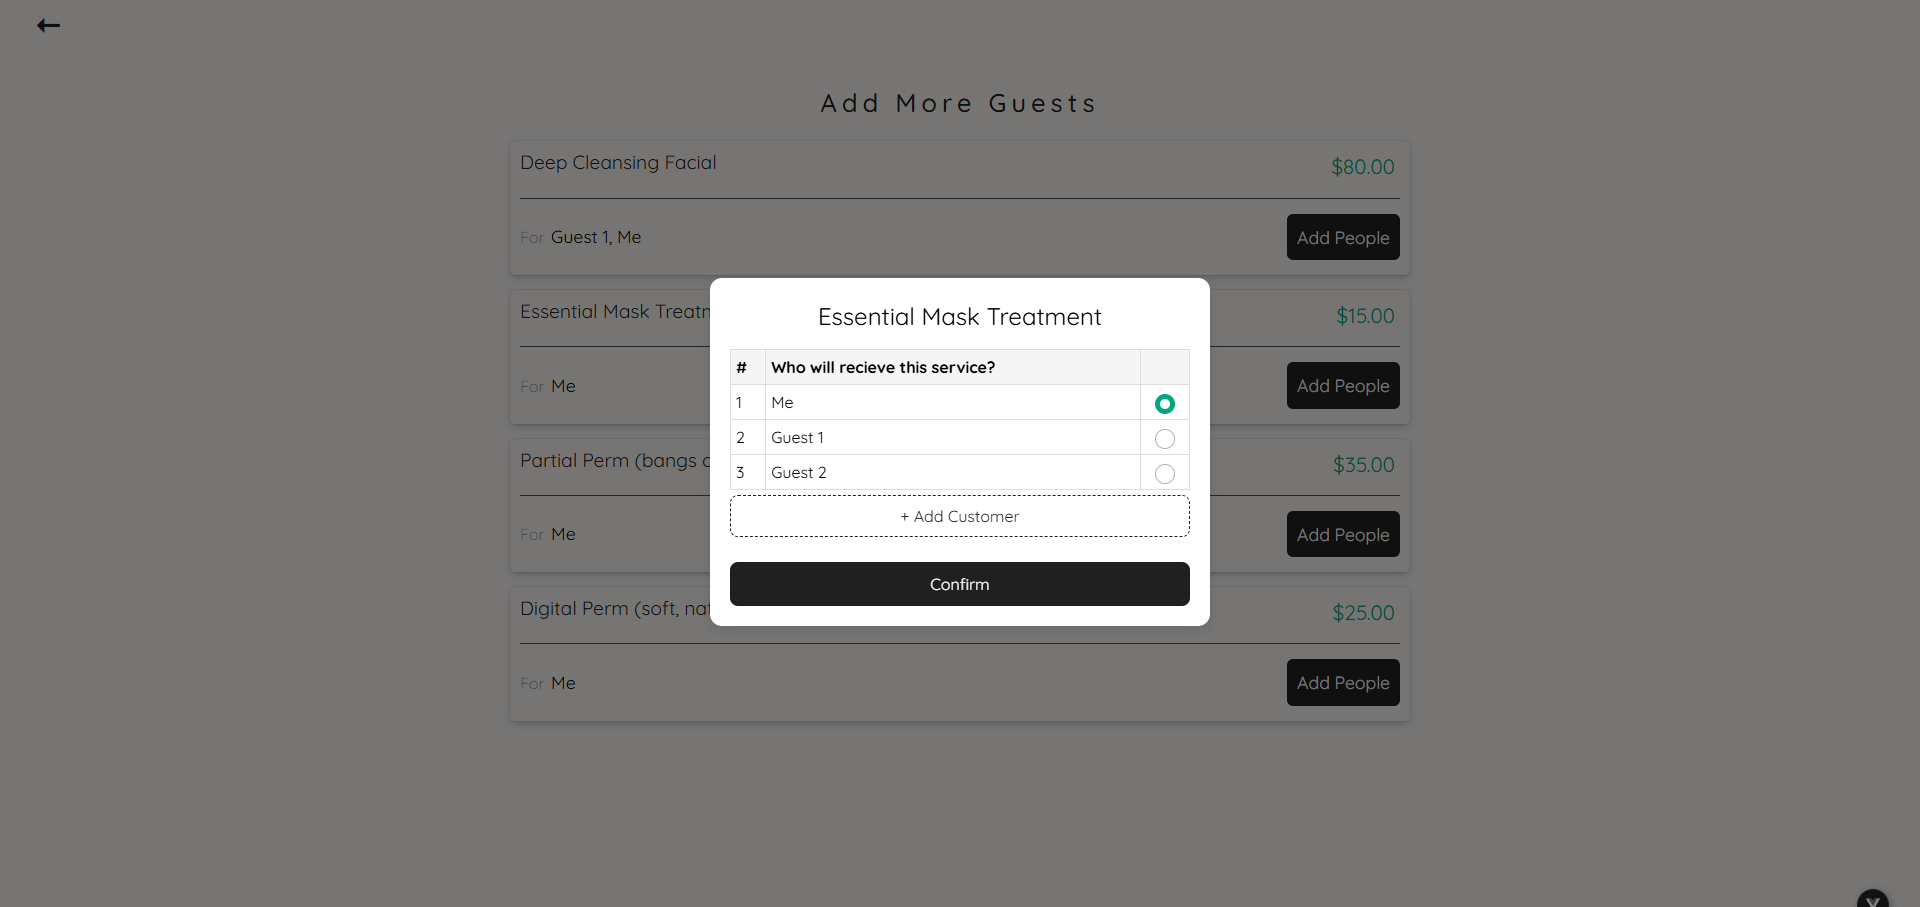 Add More Guests
Deep Cleansing Facial
$80.00
For Guest 1, Me
Add People
Essential Mask Treatm
$15.00
For Me
Add People
Partial Perm (bangs
$35.00
For Me
Add People
Digital Perm (soft,
$25.00
For Me
Add People
Essential Mask Treatment
# Who will recieve this service?
1 Me
2 Guest 1
3 Guest 2
+ Add Customer
Confirm